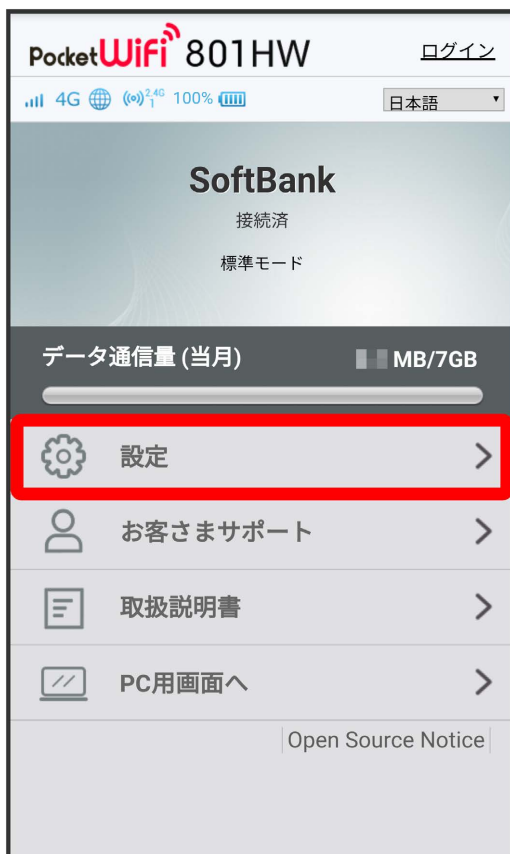 PocketWiFi 801HW ログイン
4G 2.4G 1 100% 日本語
SoftBank
接続済
標準モード
データ通信量 (当月) MB/7GB
設定
お客さまサポート
取扱説明書
PC用画面へ
Open Source Notice